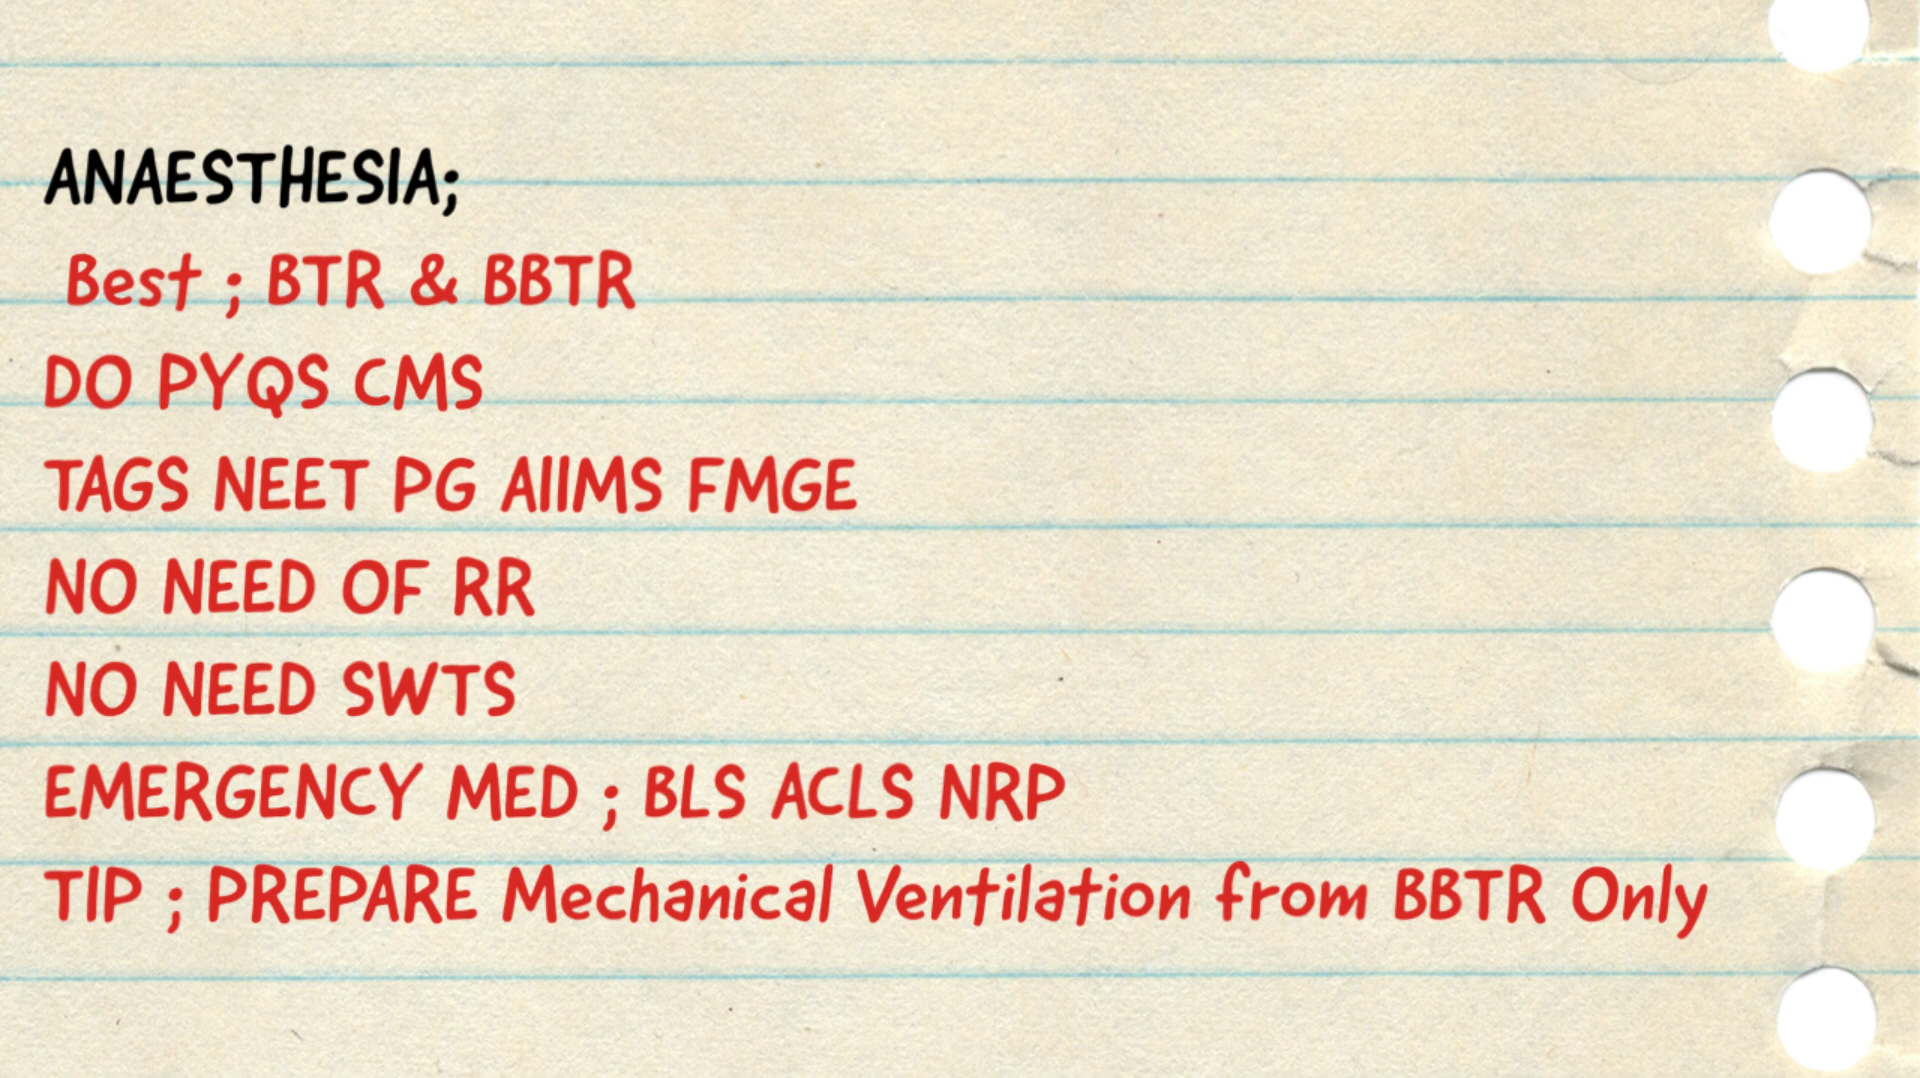 ANAESTHESIA;
Best ; BTR & BBTR
DO PYQS CMS
TAGS NEET PG AIIMS FMGE
NO NEED OF RR
NO NEED SWTS
EMERGENCY MED ; BLS ACLS NRP
TIP ; PREPARE Mechanical Ventilation from BBTR Only